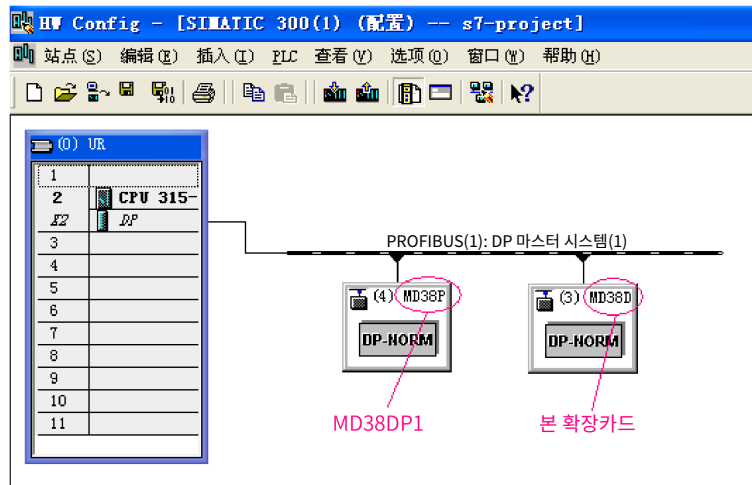 HW Config - [SIMATIC 300(1) (配置) -- s7-project]
站点(S) 编辑(E) 插入(I) PLC 查看(V) 选项(O) 窗口(W) 帮助(H)
(0) UR
1
2 CPU 315-
X2 DP
3
4
5
6
7
8
9
10
11
PROFIBUS(1): DP 마스터 시스템(1)
(4) MD38P
DP-NORM
(3) MD38D
DP-NORM
MD38DP1
본 확장카드